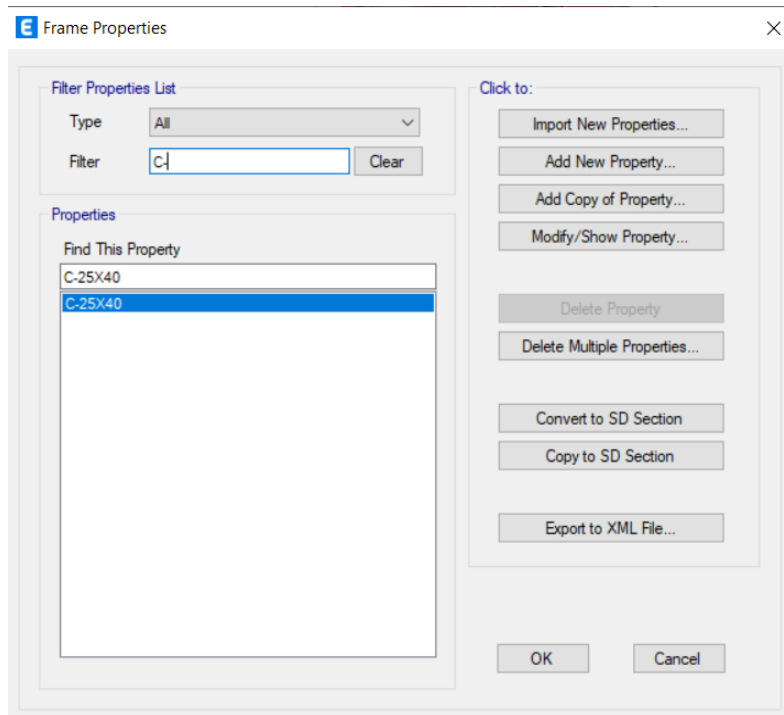 E Frame Properties
Filter Properties List
Type All
Filter C-
Clear
Properties
Find This Property
C-25X40
C-25X40
Click to:
Import New Properties...
Add New Property...
Add Copy of Property...
Modify/Show Property...
Delete Property
Delete Multiple Properties...
Convert to SD Section
Copy to SD Section
Export to XML File...
OK
Cancel